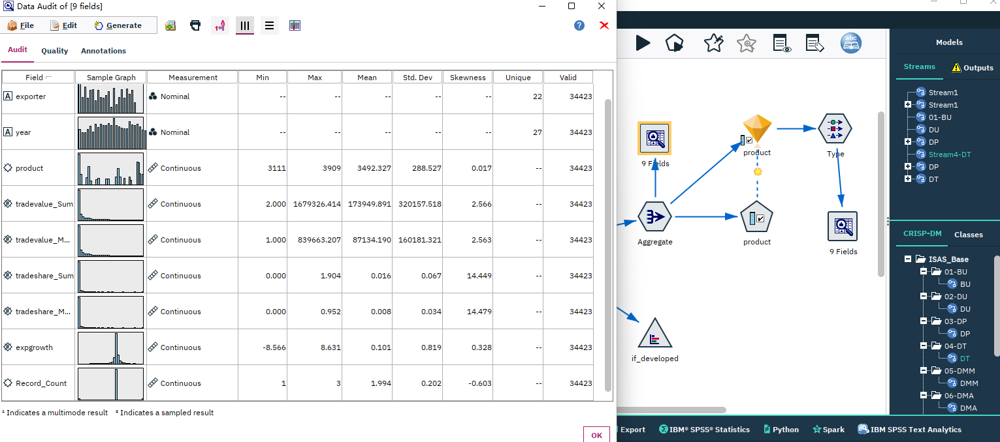 Data Audit of [9 fields]
File Edit Generate
Audit Quality Annotations
Field Sample Graph Measurement Min Max Mean Std. Dev Skewness Unique Valid
exporter Nominal -- -- -- -- -- 22 34423
year Nominal -- -- -- -- -- 27 34423
product Continuous 3111 3909 3492.327 288.527 0.017 -- 34423
tradevalue_Sum Continuous 2.000 1679326.414 173949.891 320157.518 2.566 -- 34423
tradevalue_M... Continuous 1.000 839663.207 87134.190 160181.321 2.563 -- 34423
tradeshare_Sum Continuous 0.000 1.904 0.016 0.067 14.449 -- 34423
tradeshare_M... Continuous 0.000 0.952 0.008 0.034 14.479 -- 34423
expgrowth Continuous -8.566 8.631 0.101 0.819 0.328 -- 34423
Record_Count Continuous 1 3 1.994 0.202 -0.603 -- 34423
¹ Indicates a multimode result ² Indicates a sampled result
OK
abc
9 Fields
product
Type
Aggregate
product
9 Fields
if_developed
Models
Streams Outputs
Stream1
Stream1
01-BU
DU
DP
Stream4-DT
DP
DT
CRISP-DM Classes
ISAS_Base
01-BU
BU
02-DU
DU
03-DP
DP
04-DT
DT
05-DMM
DMM
06-DMA
DMA
Export IBM® SPSS® Statistics Python Spark IBM SPSS Text Analytics